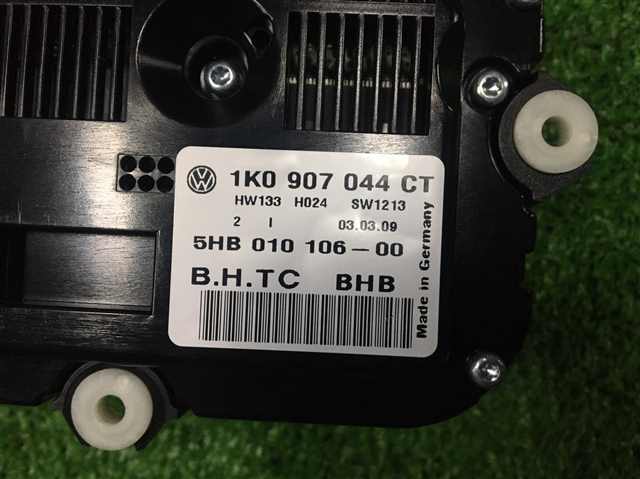 1K0 907 044 CT
HW133 H024 SW1213
2 I 03.03.09
5HB 010 106-00
B.H.TC BHB
Made in Germany